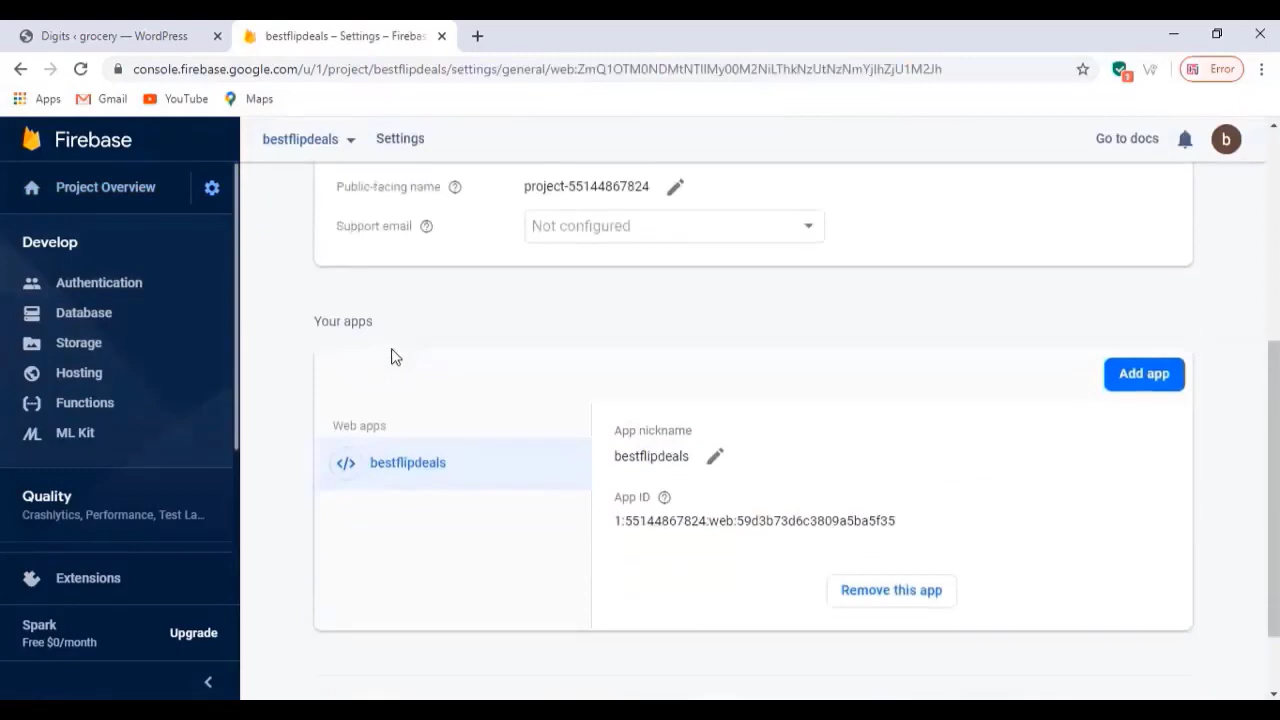 Digits ‹ grocery — WordPress
bestflipdeals – Settings – Firebas
console.firebase.google.com/u/1/project/bestflipdeals/settings/general/web:ZmQ1OTM0NDMtNTllMy00M2NiLThkNzUtNzNmYjlhZjU1M2Jh
1
Error
Apps
Gmail
YouTube
Maps
Firebase
bestflipdeals
Settings
Go to docs
b
Project Overview
Public-facing name
project-55144867824
Support email
Not configured
Develop
Authentication
Database
Storage
Hosting
Functions
ML Kit
Quality
Crashlytics, Performance, Test La...
Extensions
Spark
Free $0/month
Upgrade
Your apps
Add app
Web apps
</> bestflipdeals
App nickname
bestflipdeals
App ID
1:55144867824:web:59d3b73d6c3809a5ba5f35
Remove this app